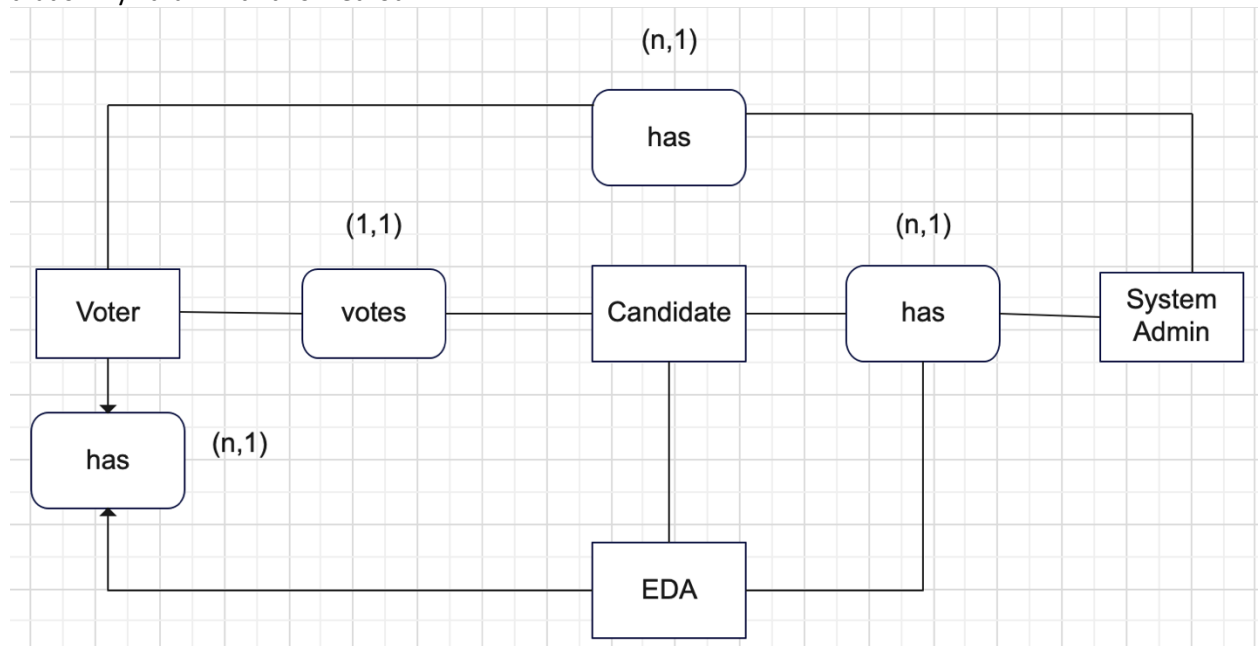 (n,1)
has
(1,1)
(n,1)
Voter
votes
Candidate
has
System
Admin
has
(n,1)
EDA